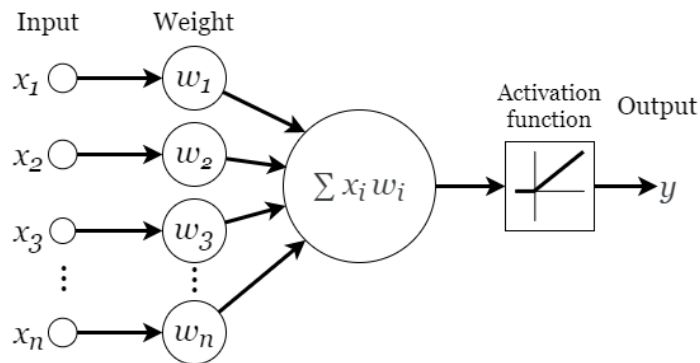 Input
Weight
Activation
function
Output
x₁
w₁
x₂
w₂
∑ xᵢ wᵢ
y
x₃
w₃
xₙ
wₙ